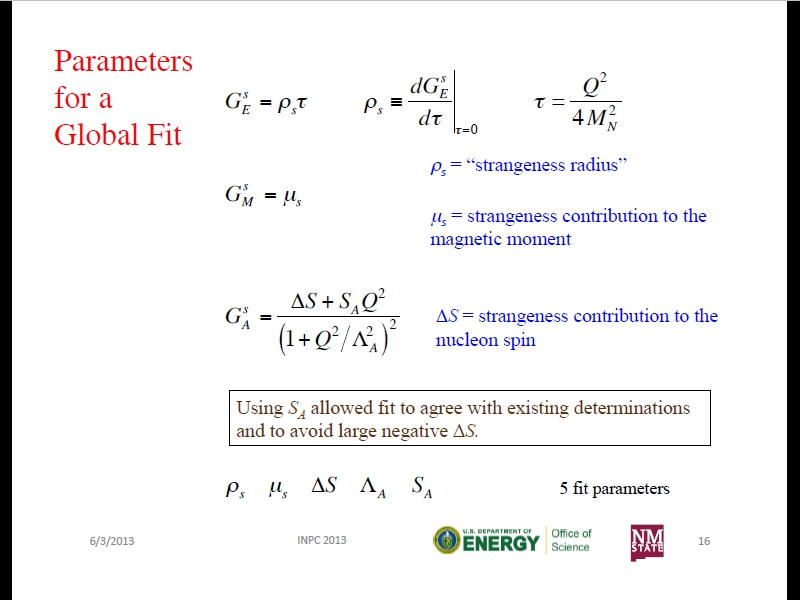 Parameters
for a
Global Fit
G_E^s = ρ_s τ    ρ_s ≡ dG_E^s/dτ |_{τ=0}    τ = Q^2/4M_N^2
ρ_s = “strangeness radius”
G_M^s = μ_s
μ_s = strangeness contribution to the
magnetic moment
G_A^s = (ΔS + S_A Q^2)/(1 + Q^2/Λ_A^2)^2
ΔS = strangeness contribution to the
nucleon spin
Using S_A allowed fit to agree with existing determinations
and to avoid large negative ΔS.
ρ_s   μ_s   ΔS   Λ_A   S_A   5 fit parameters
6/3/2013
INPC 2013
U.S. DEPARTMENT OF
ENERGY
Office of
Science
NM
STATE
16